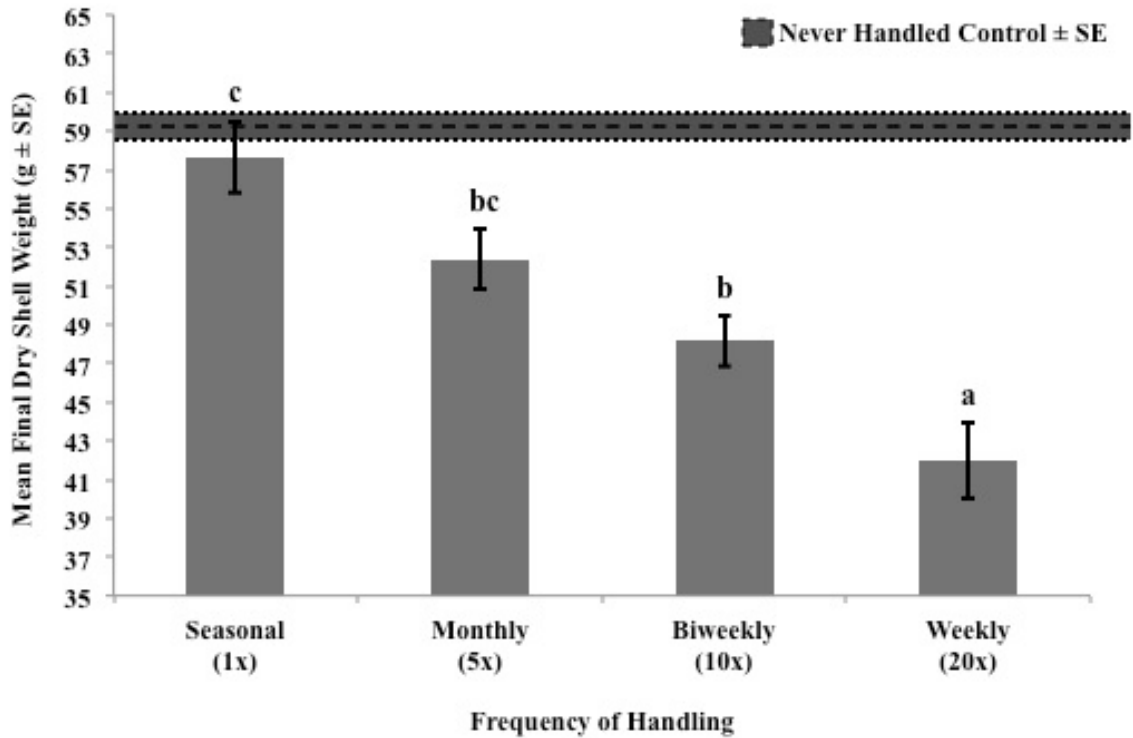 Never Handled Control ± SE
Mean Final Dry Shell Weight (g ± SE)
65
63
61
59
57
55
53
51
49
47
45
43
41
39
37
35
c
bc
b
a
Seasonal
(1x)
Monthly
(5x)
Biweekly
(10x)
Weekly
(20x)
Frequency of Handling